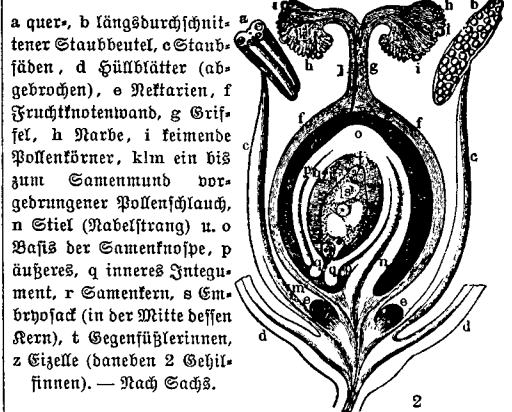 a quer=, b längsdurchschnit=
tener Staubbeutel, c Staub=
fäden, d Hüllblätter (ab=
gebrochen), e Nektarien, f
Fruchtknotenwand, g Grif=
fel, h Narbe, i keimende
Pollenkörner, klm ein bis
zum Samenmund vor=
gedrungener Pollenschlauch,
n Stiel (Nabelstrang) u. o
Basis der Samenknospe, p
äußeres, q inneres Integu=
ment, r Samenkern, s Em=
bryosack (in der Mitte dessen
Kern), t Gegenfüßlerinnen,
z Eizelle (daneben 2 Gehil=
finnen). — Nach Sachs.
a
i
h
b
h
l
g
i
f
f
o
c
c
p
n
q
q
m
e
e
d
d
2